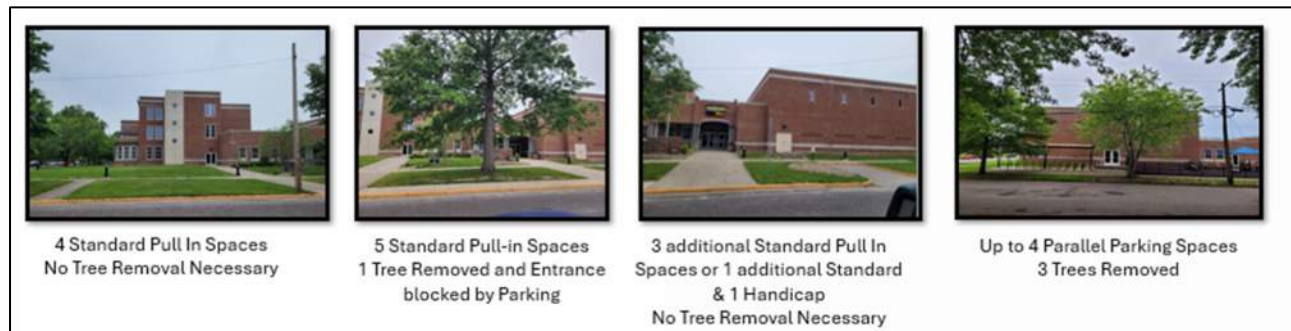 4 Standard Pull In Spaces
No Tree Removal Necessary
5 Standard Pull-in Spaces
1 Tree Removed and Entrance
blocked by Parking
3 additional Standard Pull In
Spaces or 1 additional Standard
& 1 Handicap
No Tree Removal Necessary
Up to 4 Parallel Parking Spaces
3 Trees Removed